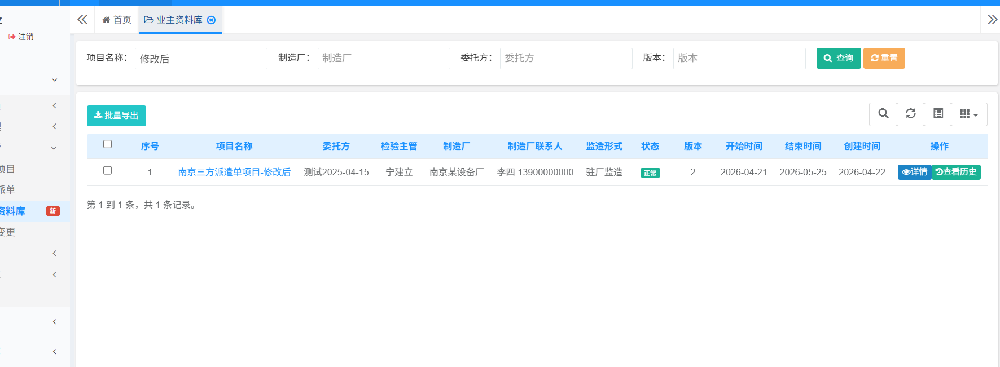 首页
业主资料库
注销
项目名称：
修改后
制造厂：
制造厂
委托方：
委托方
版本：
版本
查询
重置
批量导出
序号 项目名称 委托方 检验主管 制造厂 制造厂联系人 监造形式 状态 版本 开始时间 结束时间 创建时间 操作
1 南京三方派遣单项目-修改后 测试2025-04-15 宁建立 南京某设备厂 李四 13900000000 驻厂监造 正常 2 2026-04-21 2026-05-25 2026-04-22 详情 查看历史
第 1 到 1 条，共 1 条记录。
项目
派单
资料库 新
变更